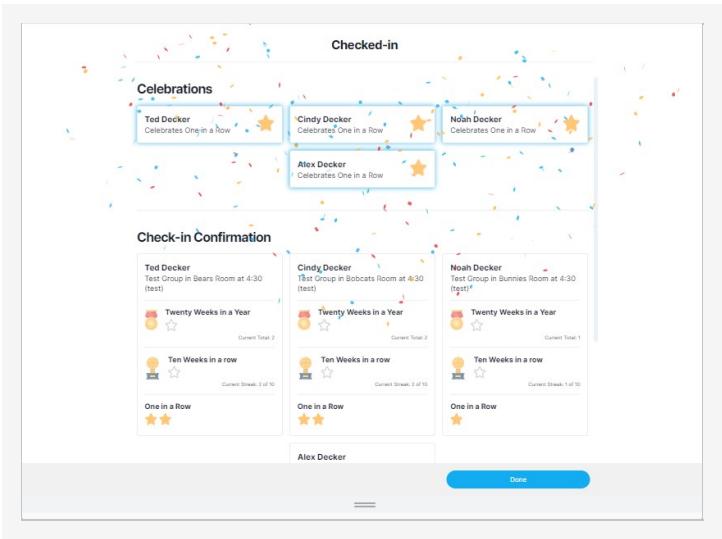 Checked-in
Celebrations
Ted Decker
Celebrates One in a Row
Cindy Decker
Celebrates One in a Row
Noah Decker
Celebrates One in a Row
Alex Decker
Celebrates One in a Row
Check-in Confirmation
Ted Decker
Test Group in Bears Room at 4:30
(test)
Twenty Weeks in a Year
Current Total: 2
Ten Weeks in a row
Current Streak: 2 of 10
One in a Row
Cindy Decker
Test Group in Bobcats Room at 4:30
(test)
Twenty Weeks in a Year
Current Total: 2
Ten Weeks in a row
Current Streak: 2 of 10
One in a Row
Noah Decker
Test Group in Bunnies Room at 4:30
(test)
Twenty Weeks in a Year
Current Total: 1
Ten Weeks in a row
Current Streak: 1 of 10
One in a Row
Alex Decker
Done